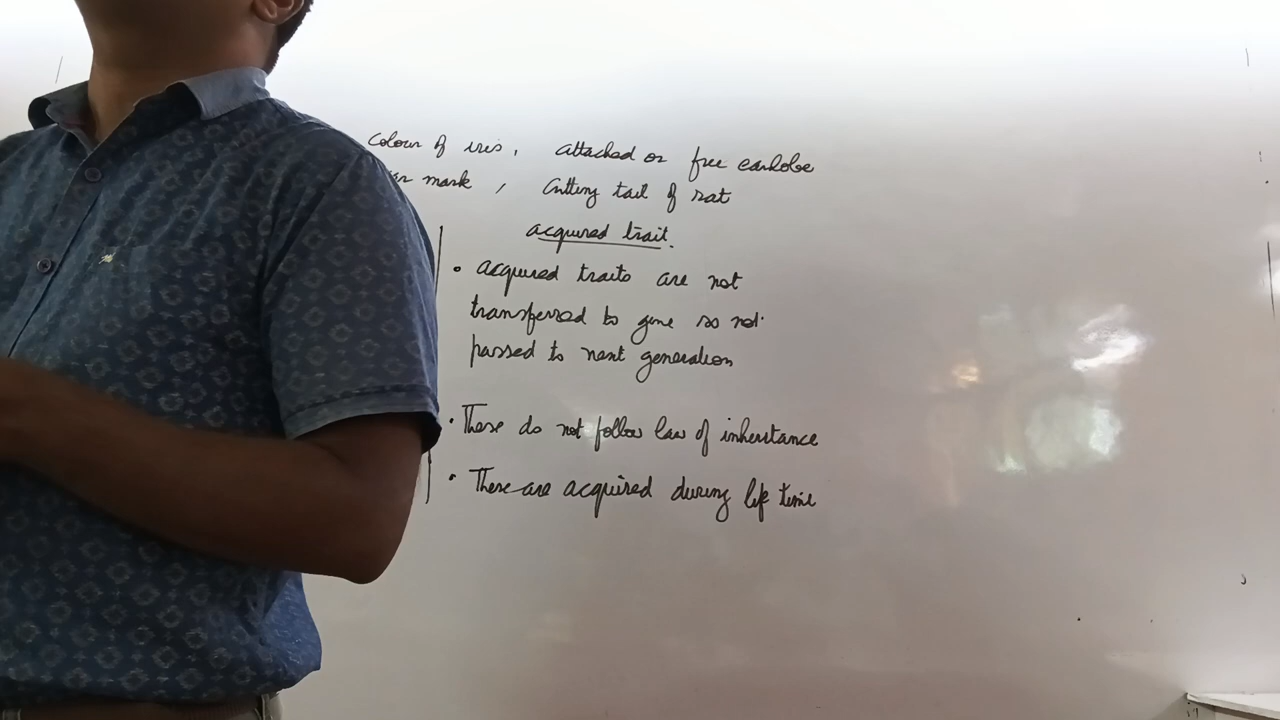 Colour of iris, attached or free earlobe
mark, Cutting tail of rat
acquired trait.
• acquired traits are not
transferred to gene so not
passed to next generation
• These do not follow law of inheritance
• These are acquired during life time